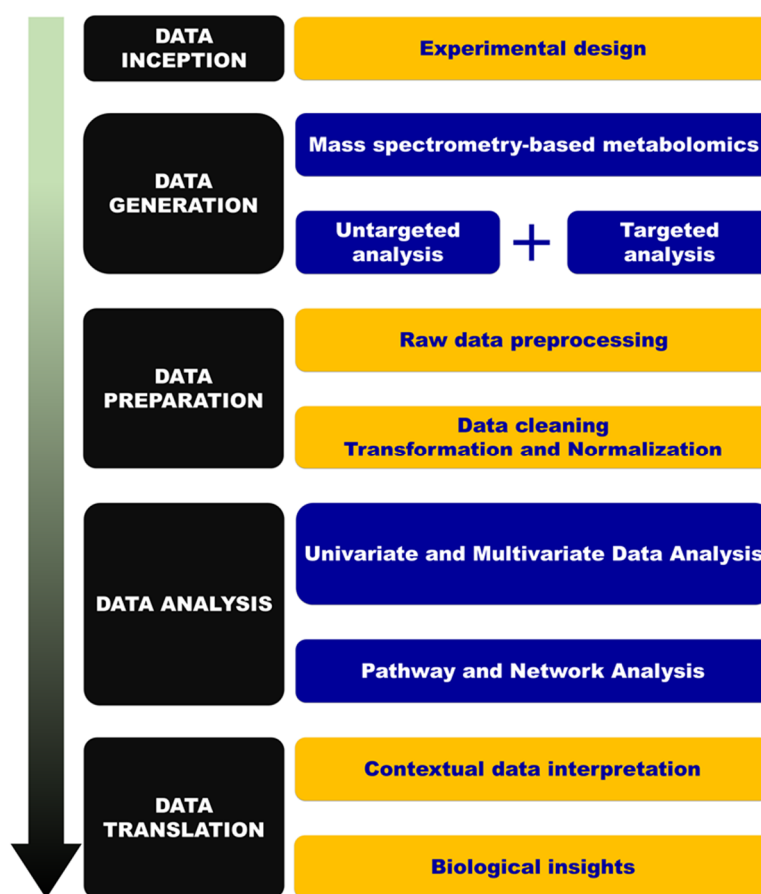 DATA
INCEPTION
Experimental design
DATA
GENERATION
Mass spectrometry-based metabolomics
Untargeted
analysis
+
Targeted
analysis
DATA
PREPARATION
Raw data preprocessing
Data cleaning
Transformation and Normalization
DATA ANALYSIS
Univariate and Multivariate Data Analysis
Pathway and Network Analysis
DATA
TRANSLATION
Contextual data interpretation
Biological insights